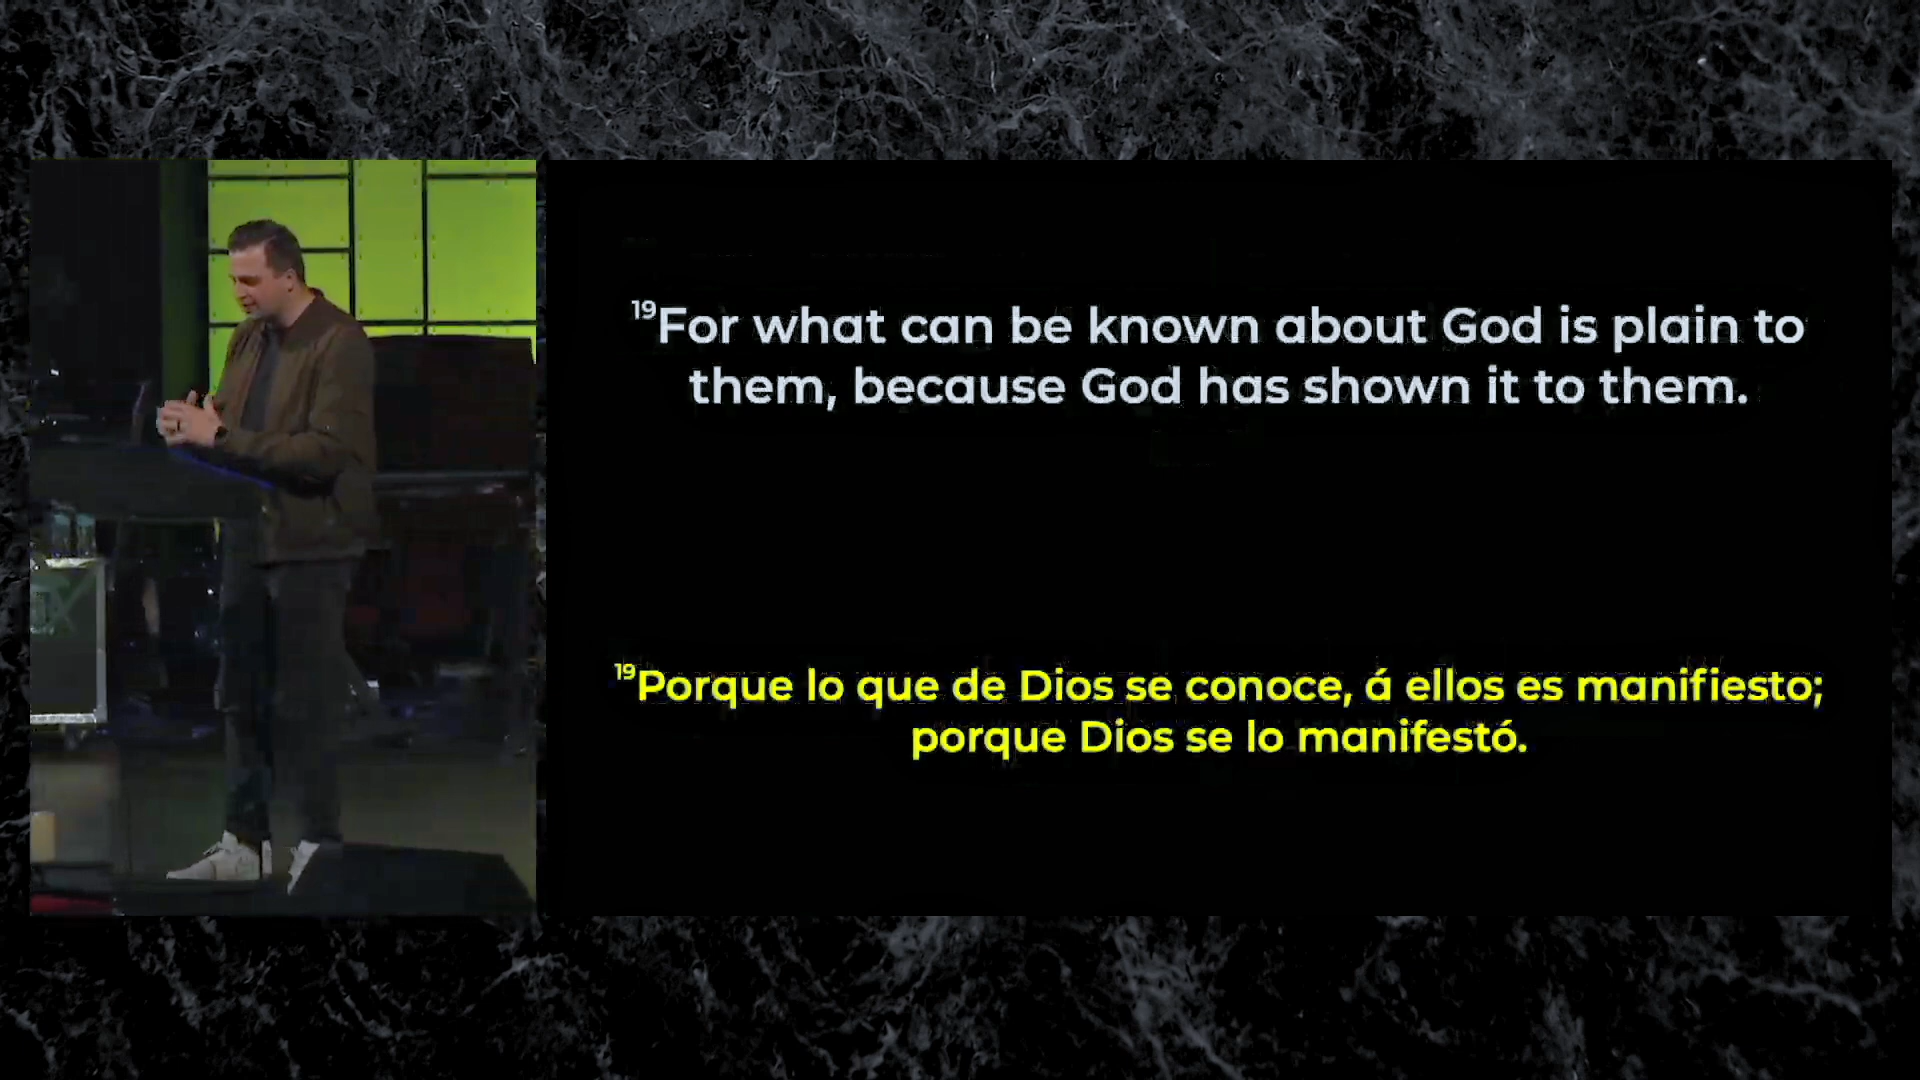 19For what can be known about God is plain to
them, because God has shown it to them.
19Porque lo que de Dios se conoce, á ellos es manifiesto;
porque Dios se lo manifestó.